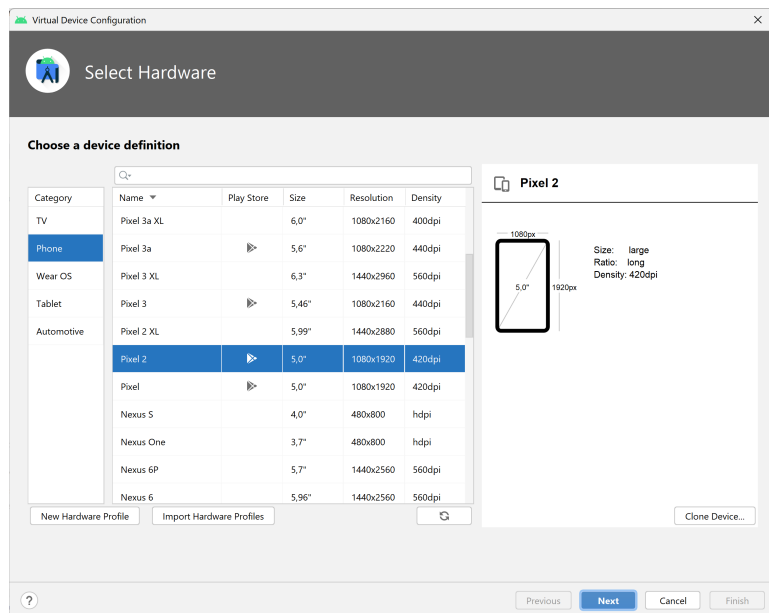 Virtual Device Configuration
Select Hardware
Choose a device definition
Category
TV
Phone
Wear OS
Tablet
Automotive
Name Play Store Size Resolution Density
Pixel 3a XL 6,0" 1080x2160 400dpi
Pixel 3a 5,6" 1080x2220 440dpi
Pixel 3 XL 6,3" 1440x2960 560dpi
Pixel 3 5,46" 1080x2160 440dpi
Pixel 2 XL 5,99" 1440x2880 560dpi
Pixel 2 5,0" 1080x1920 420dpi
Pixel 5,0" 1080x1920 420dpi
Nexus S 4,0" 480x800 hdpi
Nexus One 3,7" 480x800 hdpi
Nexus 6P 5,7" 1440x2560 560dpi
Nexus 6 5,96" 1440x2560 560dpi
New Hardware Profile Import Hardware Profiles
Pixel 2
1080px
5,0" 1920px
Size: large
Ratio: long
Density: 420dpi
Clone Device...
? Previous Next Cancel Finish